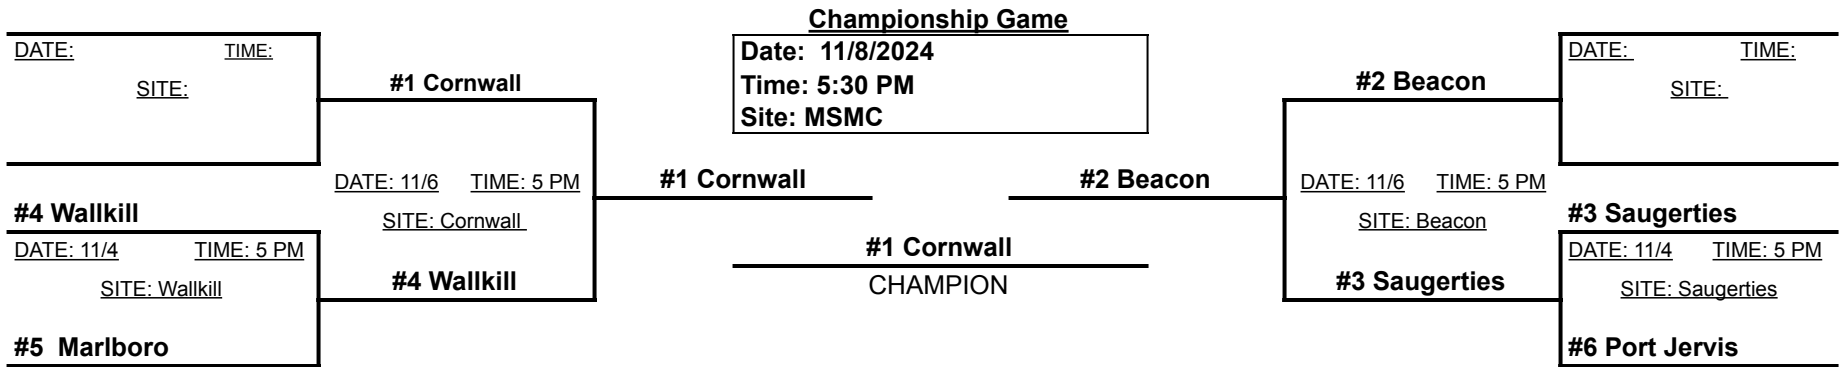 Championship Game
Date: 11/8/2024
Time: 5:30 PM
Site: MSMC
DATE: TIME:
SITE:
#1 Cornwall
#4 Wallkill
DATE: 11/4 TIME: 5 PM
SITE: Wallkill
#5 Marlboro
DATE: 11/6 TIME: 5 PM
SITE: Cornwall
#4 Wallkill
#1 Cornwall
#1 Cornwall
CHAMPION
#2 Beacon
#2 Beacon
DATE: 11/6 TIME: 5 PM
SITE: Beacon
#3 Saugerties
DATE: TIME:
SITE:
#3 Saugerties
DATE: 11/4 TIME: 5 PM
SITE: Saugerties
#6 Port Jervis